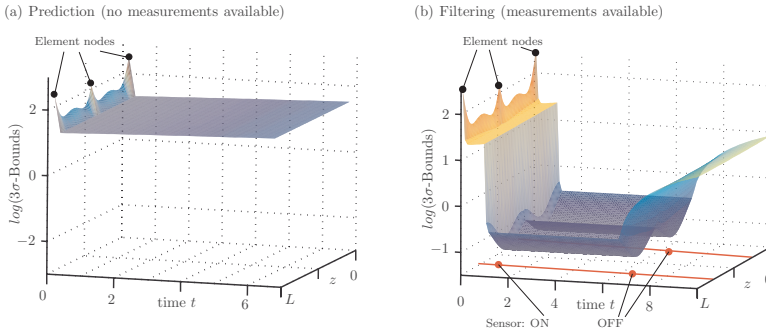 (a) Prediction (no measurements available)
Element nodes
log(3σ-Bounds)
2
0
−2
0
2
4
6
time t
L
z
0
(b) Filtering (measurements available)
Element nodes
log(3σ-Bounds)
2
1
0
−1
0
2
4
time t
8
L
z
0
Sensor: ON
OFF